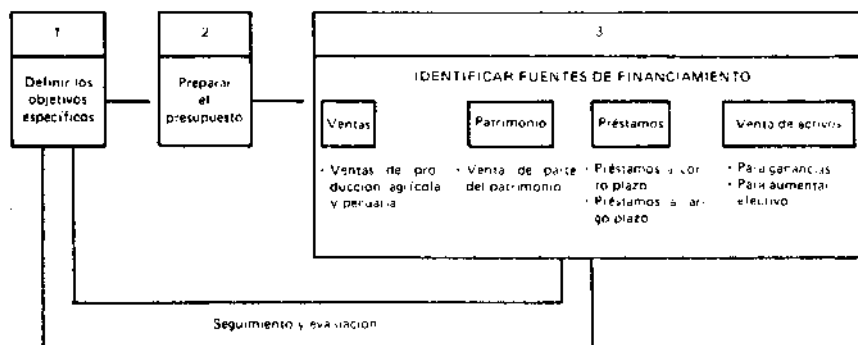 1
2
3
Definir los
objetivos
específicos
Preparar
el
presupuesto
IDENTIFICAR FUENTES DE FINANCIAMIENTO
Ventas
Patrimonio
Préstamos
Venta de activos
• Ventas de pro
ducción agrícola
y pecuaria
• Venta de parte
del patrimonio
• Préstamos a cor
to plazo
• Préstamos a lar
go plazo
• Para ganancias
• Para aumentar
efectivo
Seguimiento y evaluación